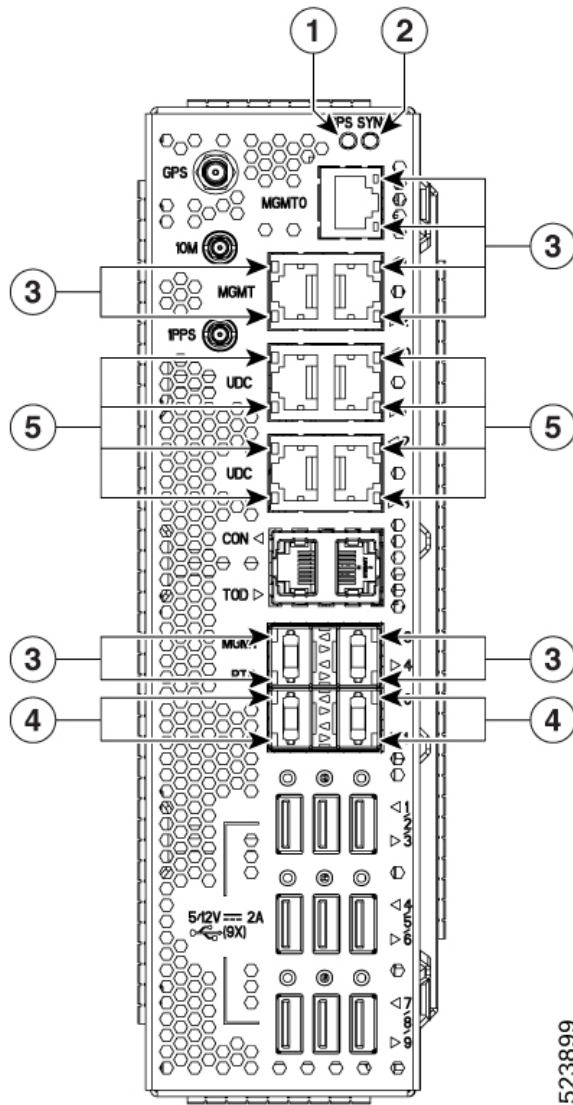 1 2
PS SYN
GPS
MGMT0
3
10M
3
MGMT
1PPS
UDC
5 5
UDC
CON ◁
TOD ▷
3 3
▷ 4
4 4
◁ 1
2
▷ 3
◁ 4
5
5/12V ⎓ 2A
(9X)
▷ 6
◁ 7
8
▷ 9
523899